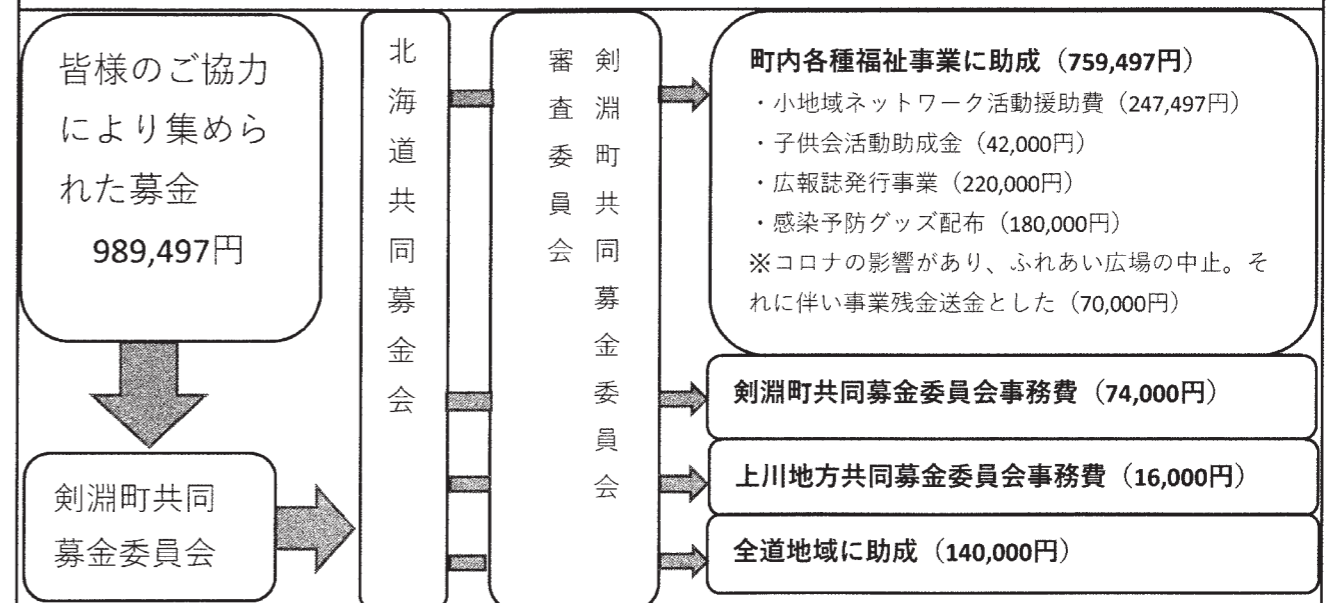 皆様のご協力
により集めら
れた募金
989,497円
剣淵町共同
募金委員会
北海道共同募金会
剣淵町共同募金委員会
審査委員会
町内各種福祉事業に助成（759,497円）
・小地域ネットワーク活動援助費（247,497円）
・子供会活動助成金（42,000円）
・広報誌発行事業（220,000円）
・感染予防グッズ配布（180,000円）
※コロナの影響があり、ふれあい広場の中止。そ
れに伴い事業残金送金とした（70,000円）
剣淵町共同募金委員会事務費（74,000円）
上川地方共同募金委員会事務費（16,000円）
全道地域に助成（140,000円）